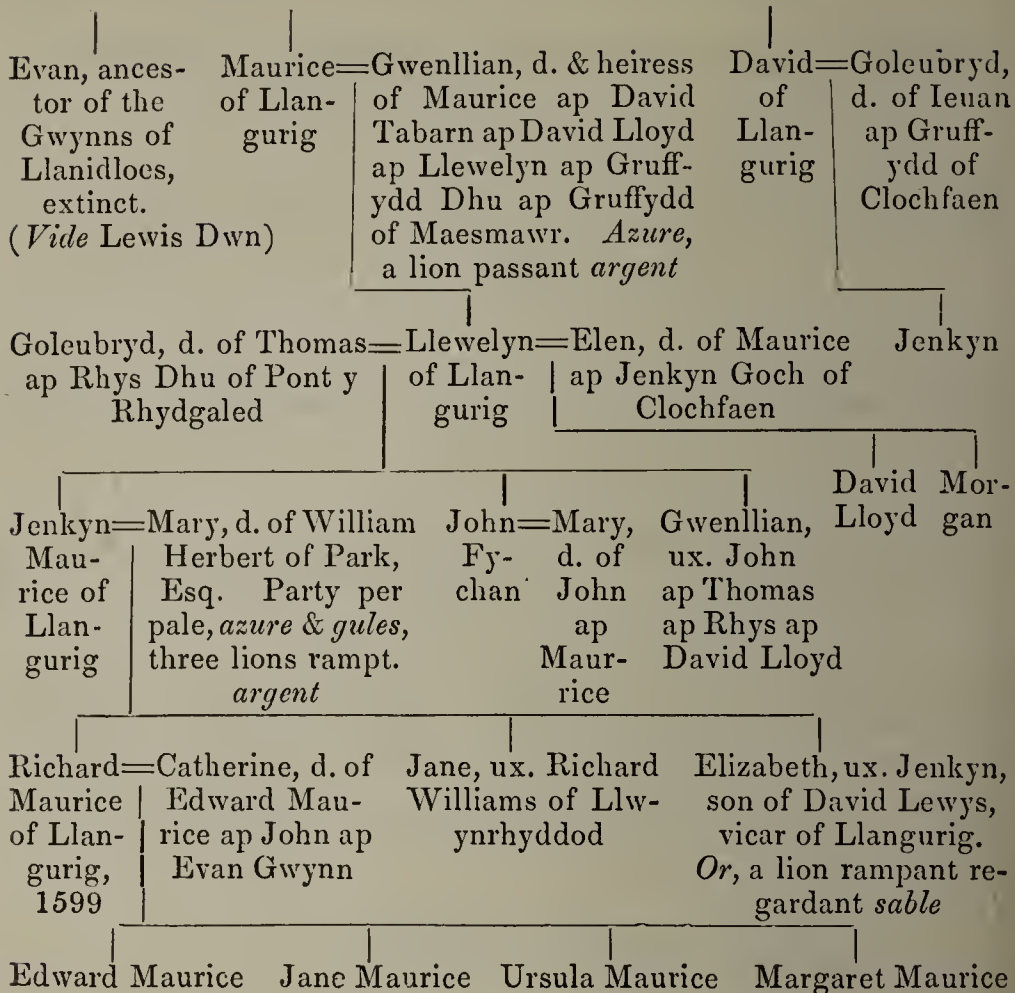 Evan, ances-
tor of the
Gwynns of
Llanidloes,
extinct.
(Vide Lewis Dwn)
Maurice=Gwenllian, d. & heiress
of Llan-
gurig
of Maurice ap David
Tabarn ap David Lloyd
ap Llewelyn ap Gruff-
ydd Dhu ap Gruffydd
of Maesmawr. Azure,
a lion passant argent
David=Goleubryd,
of
Llan-
gurig
d. of Ieuan
ap Gruff-
ydd of
Clochfaen
Goleubryd, d. of Thomas=Llewelyn=Elen, d. of Maurice
ap Rhys Dhu of Pont y
Rhydgaled
of Llan-
gurig
ap Jenkyn Goch of
Clochfaen
Jenkyn
David
Lloyd
Mor-
gan
Jenkyn=Mary, d. of William
Mau-
rice of
Llan-
gurig
Herbert of Park,
Esq. Party per
pale, azure & gules,
three lions rampt.
argent
John=Mary,
Fy-
chan
d. of
John
ap
Maur-
rice
Gwenllian,
ux. John
ap Thomas
ap Rhys ap
David Lloyd
Richard=Catherine, d. of
Maurice
of Llan-
gurig,
1599
Edward Mau-
rice ap John ap
Evan Gwynn
Jane, ux. Richard
Williams of Llw-
ynrhyddod
Elizabeth, ux. Jenkyn,
son of David Lewys,
vicar of Llangurig.
Or, a lion rampant re-
gardant sable
Edward Maurice Jane Maurice Ursula Maurice Margaret Maurice